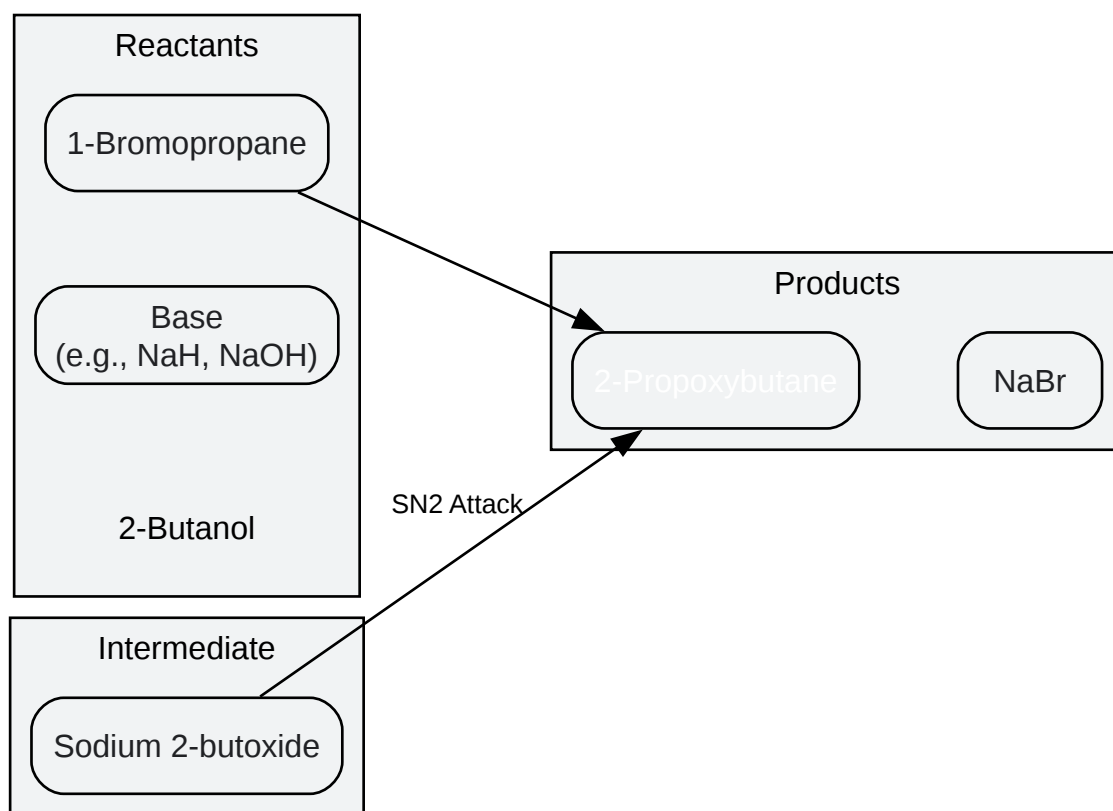 Reactants
1-Bromopropane
Base
(e.g., NaH, NaOH)
2-Butanol
Products
2-Propoxybutane
NaBr
SN2 Attack
Intermediate
Sodium 2-butoxide